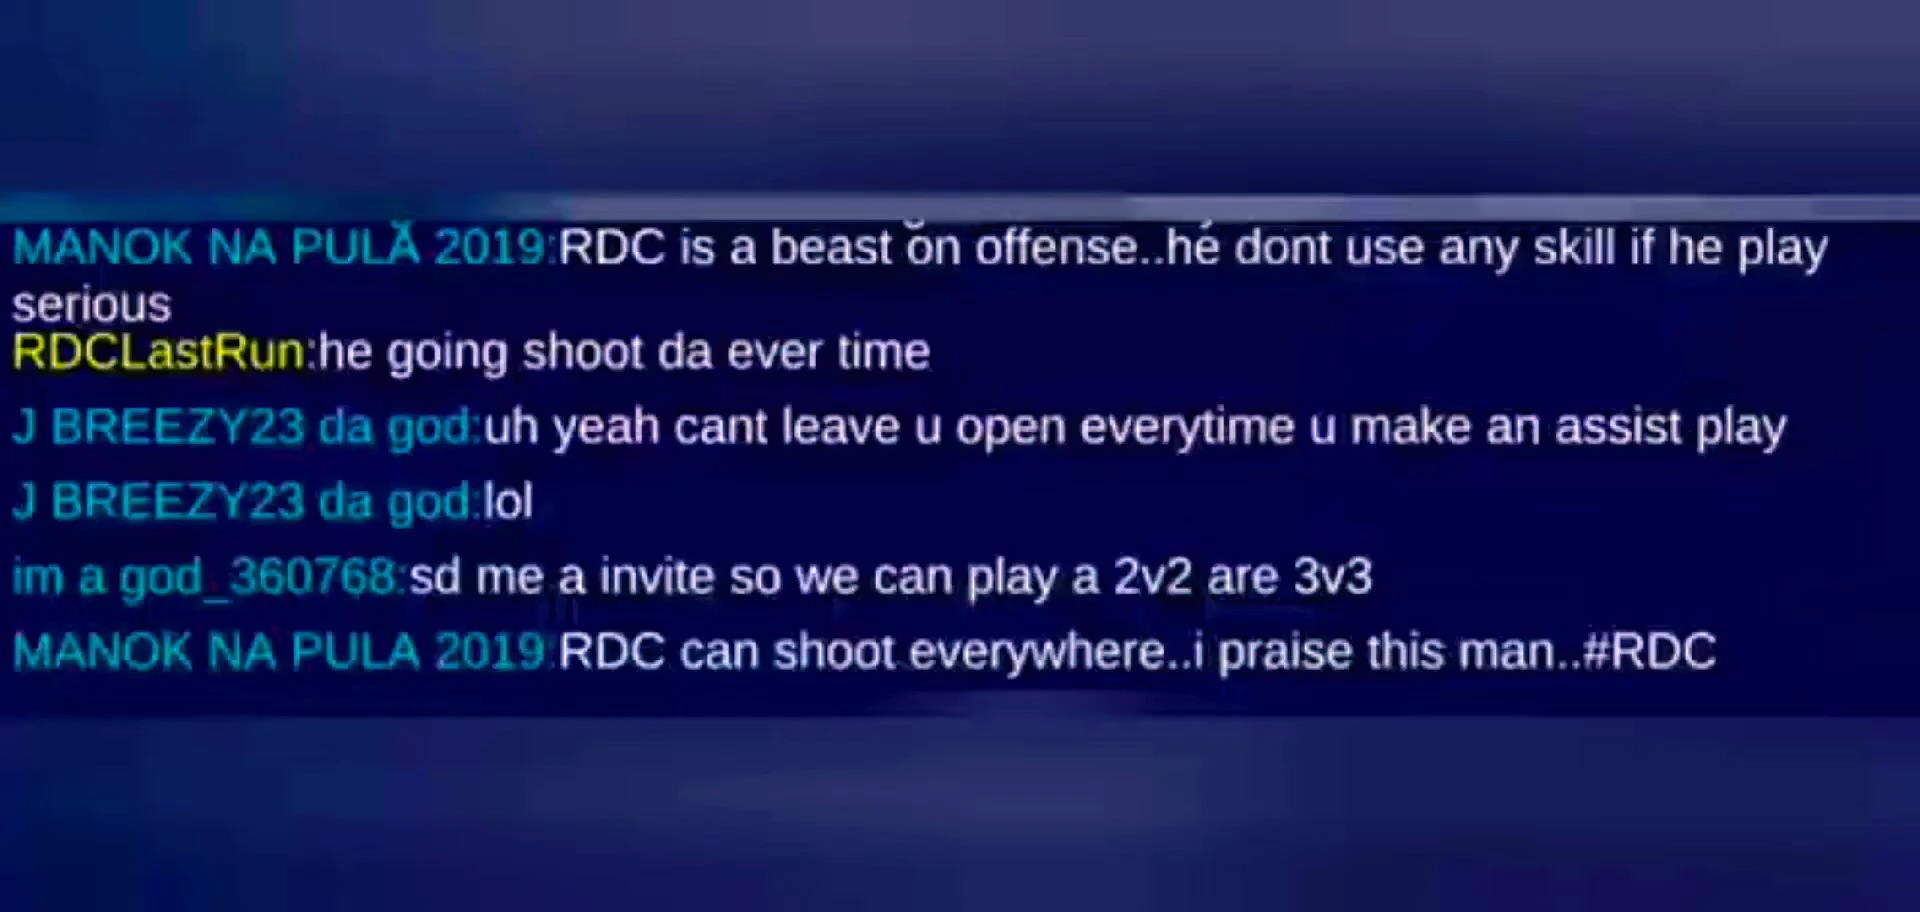 MANOK NA PULA 2019:RDC is a beast on offense..he dont use any skill if he play
serious
RDCLastRun:he going shoot da ever time
J BREEZY23 da god:uh yeah cant leave u open everytime u make an assist play
J BREEZY23 da god:lol
im a god_360768:sd me a invite so we can play a 2v2 are 3v3
MANOK NA PULA 2019:RDC can shoot everywhere..i praise this man..#RDC